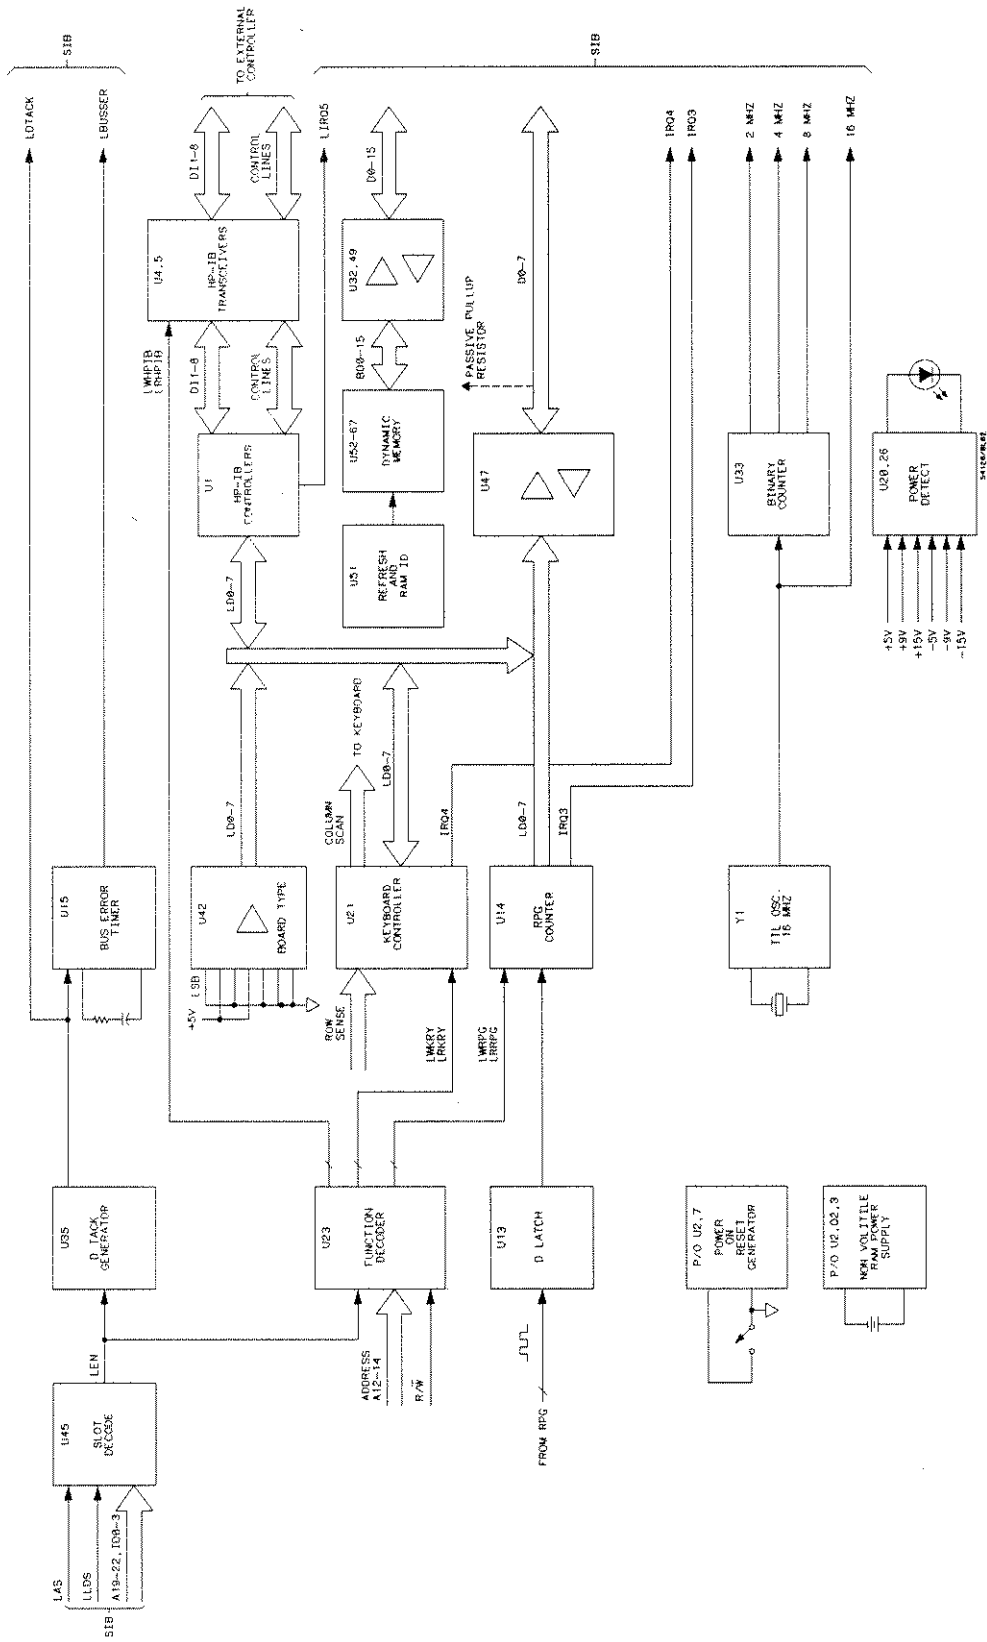 SIB
LAS
LLDS
A19-22, ID0-3
U45
SLOT
DECODE
LEN
U35
D TACK
GENERATOR
U15
BUS ERROR
TIMER
LDTACK
LBUSSER
SIB
ADDRESS
A12-14
R/W
U23
FUNCTION
DECODER
+5V
LSB
U42
BOARD TYPE
LD0-7
LD0-7
U1
HP-IB
CONTROLLERS
LWHPIB
LRHPIB
DI1-8
CONTROL
LINES
U4,5
HP-IB
TRANSCEIVERS
DI1-8
CONTROL
LINES
TO EXTERNAL
CONTROLLER
LIRQ5
ROW
SENSE
LWKRY
LRKRY
U21
KEYBOARD
CONTROLLER
COLUMN
SCAN
TO KEYBOARD
LD0-7
IRQ4
U51
REFRESH
AND
RAM ID
U52-67
DYNAMIC
MEMORY
BD0-15
U32,49
D0-15
SIB
FROM RPG
U13
D LATCH
LWRPG
LRRPG
U14
RPG
COUNTER
LD0-7
IRQ3
U47
PASSIVE PULLUP
RESISTOR
D0-7
IRQ4
IRQ3
P/O U2,7
POWER
ON
RESET
GENERATOR
Y1
TTL OSC.
16 MHZ
U33
BINARY
COUNTER
2 MHZ
4 MHZ
8 MHZ
16 MHZ
P/O U2,Q2,3
NON VOLITILE
RAM POWER
SUPPLY
+5V
+9V
+15V
-5V
-9V
-15V
U20,26
POWER
DETECT
54120/BL02